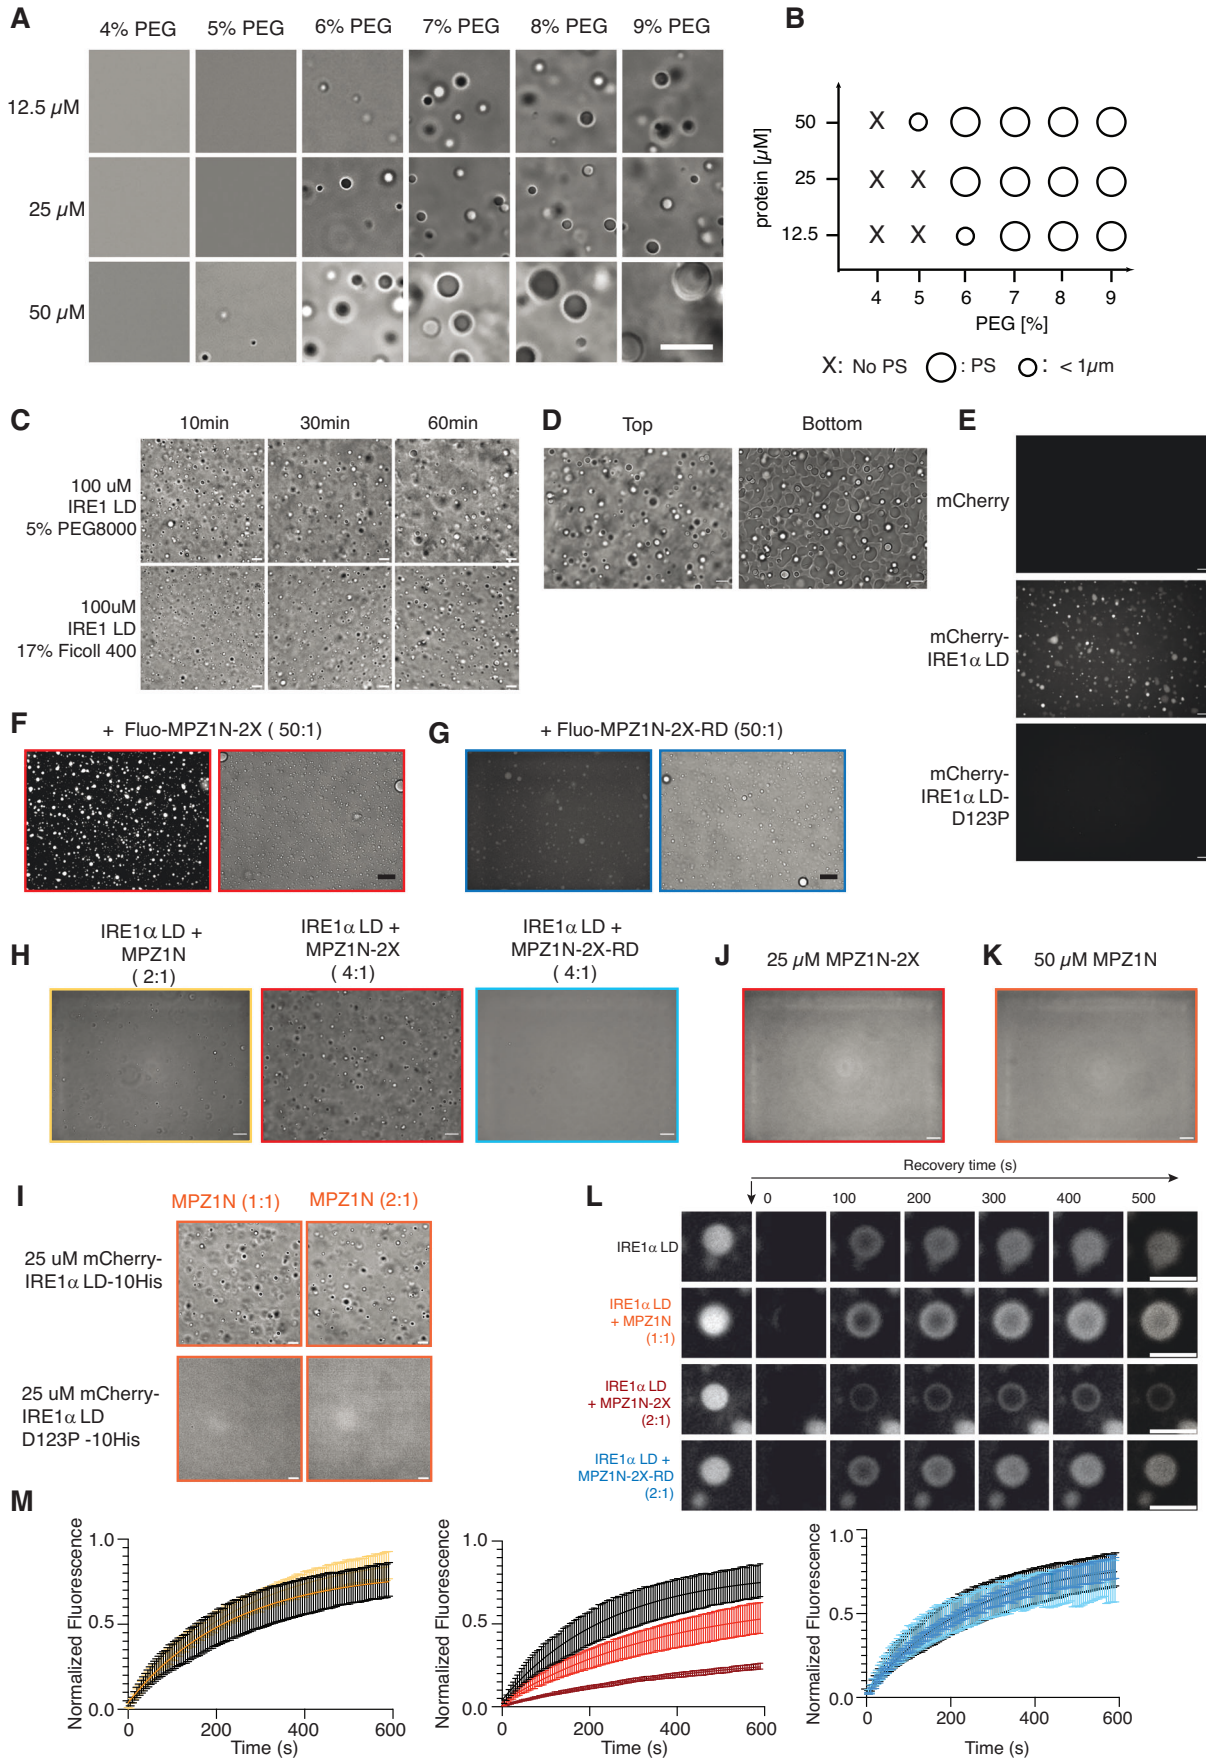 A
4% PEG 5% PEG 6% PEG 7% PEG 8% PEG 9% PEG
12.5 µM
25 µM
50 µM
B
protein [µM]
50
25
12.5
X X X X X
4 5 6 7 8 9
PEG [%]
X: No PS : PS : < 1µm
C
10min 30min 60min
100 uM
IRE1 LD
5% PEG8000
100uM
IRE1 LD
17% Ficoll 400
D
Top Bottom
E
mCherry
mCherry-
IRE1α LD
mCherry-
IRE1α LD-
D123P
F
+ Fluo-MPZ1N-2X ( 50:1)
G
+ Fluo-MPZ1N-2X-RD (50:1)
H
IRE1α LD +
MPZ1N
( 2:1)
IRE1α LD +
MPZ1N-2X
( 4:1)
IRE1α LD +
MPZ1N-2X-RD
( 4:1)
J
25 µM MPZ1N-2X
K
50 µM MPZ1N
I
MPZ1N (1:1) MPZ1N (2:1)
25 uM mCherry-
IRE1α LD-10His
25 uM mCherry-
IRE1α LD
D123P -10His
L
Recovery time (s)
0 100 200 300 400 500
IRE1α LD
IRE1α LD
+ MPZ1N
(1:1)
IRE1α LD
+ MPZ1N-2X
(2:1)
IRE1α LD +
MPZ1N-2X-RD
(2:1)
M
Normalized Fluorescence
1.0
0.5
0.0
0 200 400 600
Time (s)
Normalized Fluorescence
1.0
0.5
0.0
0 200 400 600
Time (s)
Normalized Fluorescence
1.0
0.5
0.0
0 200 400 600
Time (s)